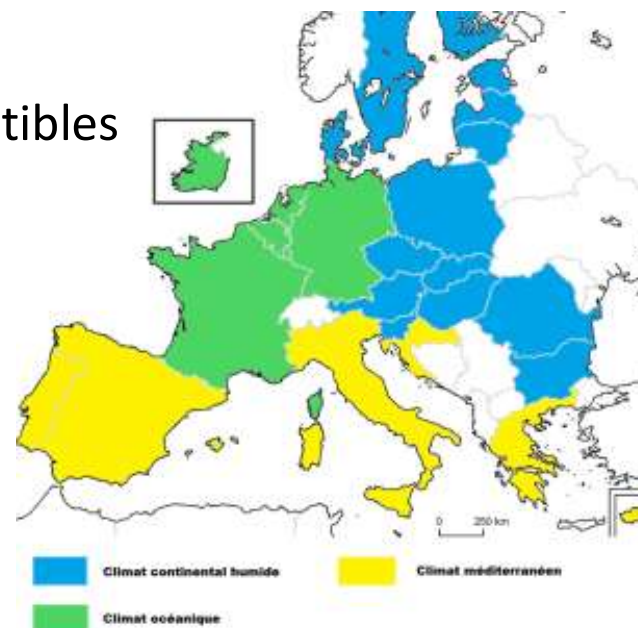 tibles
0 250 km
Climat continental humide
Climat méditerranéen
Climat océanique